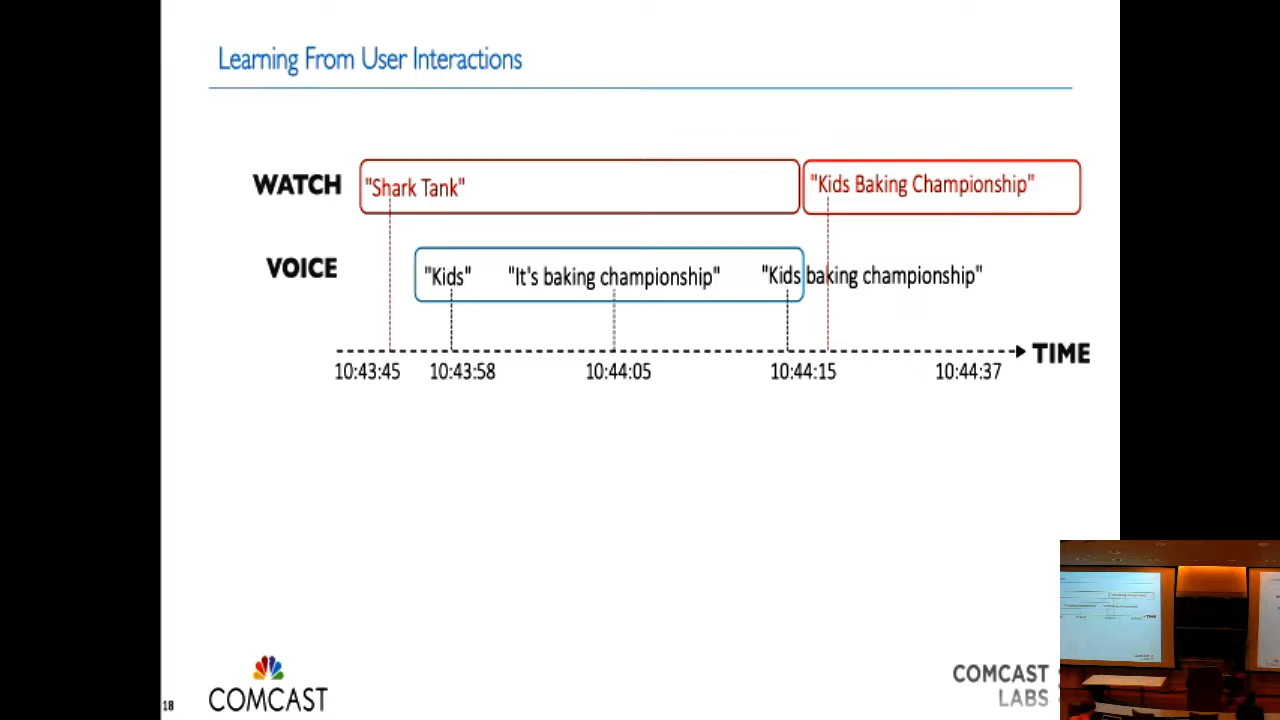 Learning From User Interactions
WATCH "Shark Tank" "Kids Baking Championship"
VOICE "Kids" "It's baking championship" "Kids baking championship"
TIME
10:43:45 10:43:58 10:44:05 10:44:15 10:44:37
18
COMCAST
COMCAST
LABS